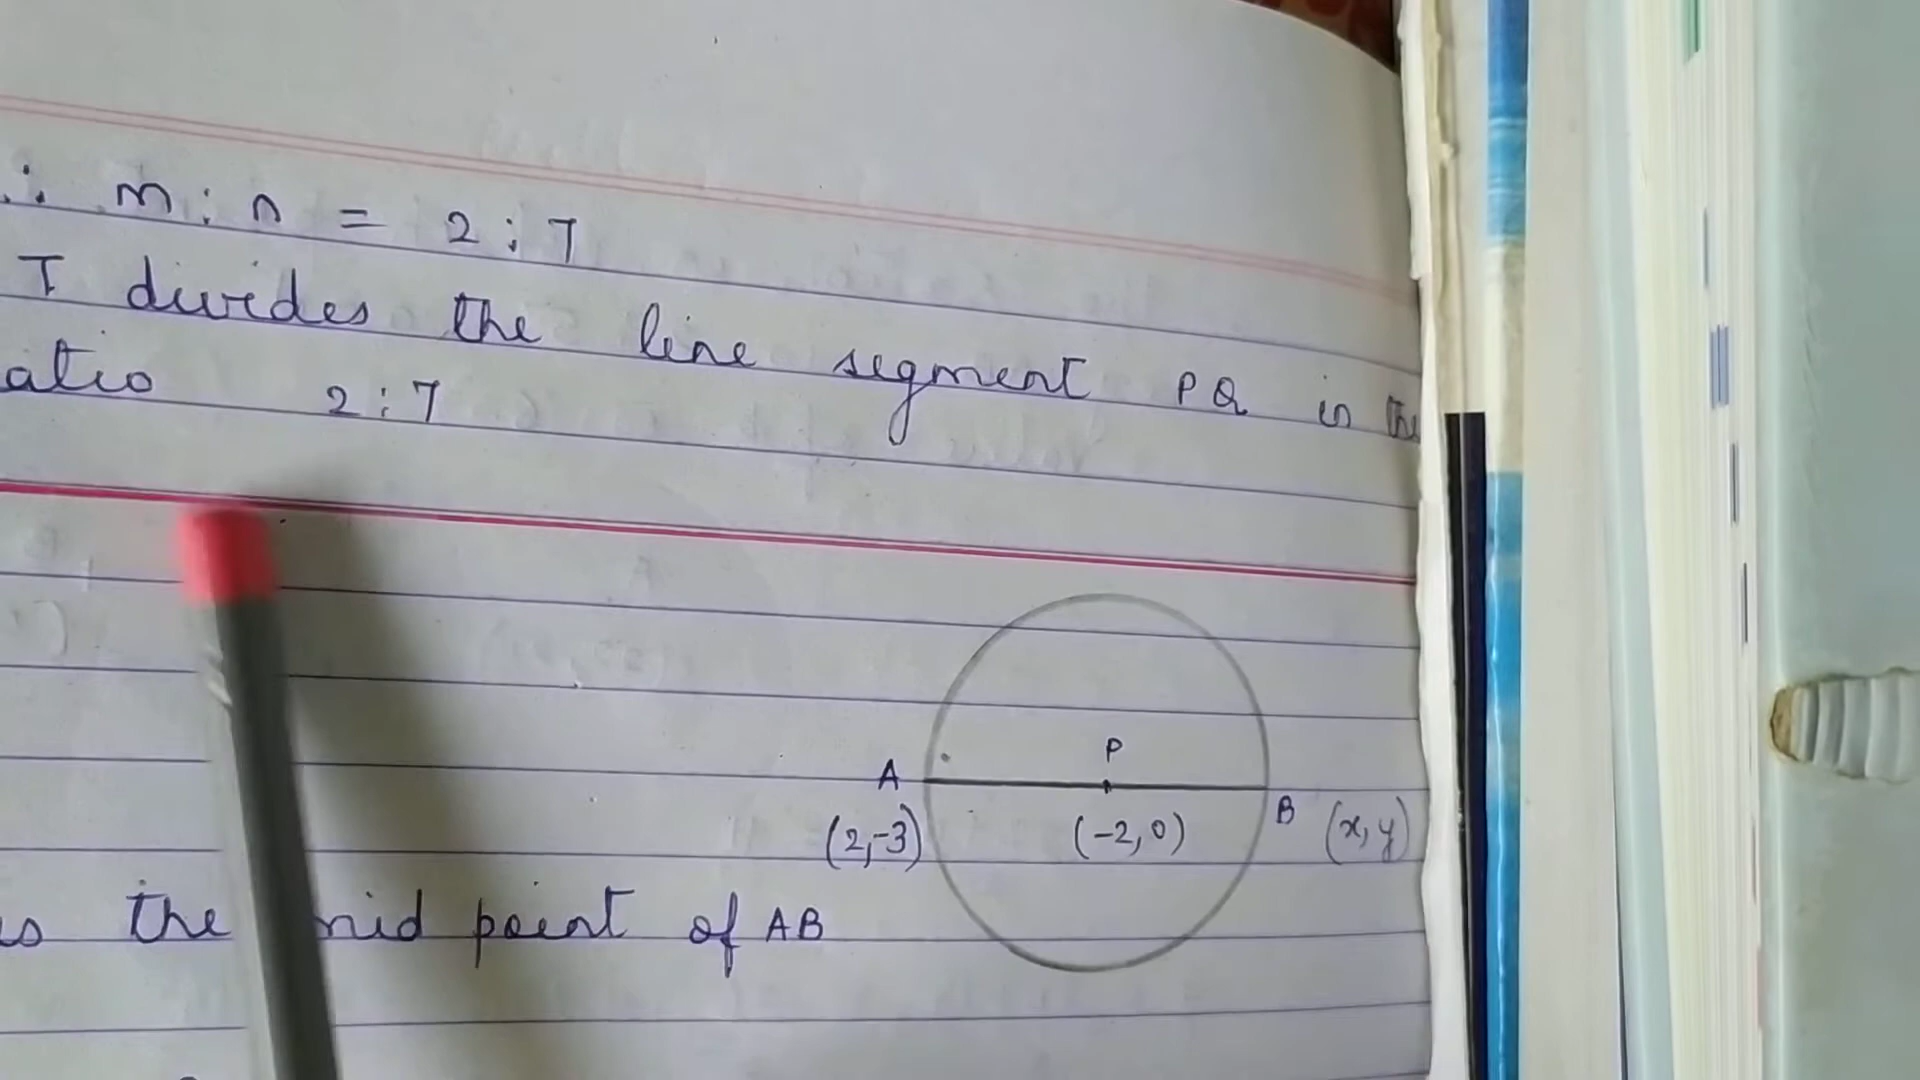 ∴ m : n = 2 : 7
T divides the line segment PQ in the
atio 2 : 7
P
A
B
(2,-3)
(-2,0)
(x,y)
is the mid point of AB